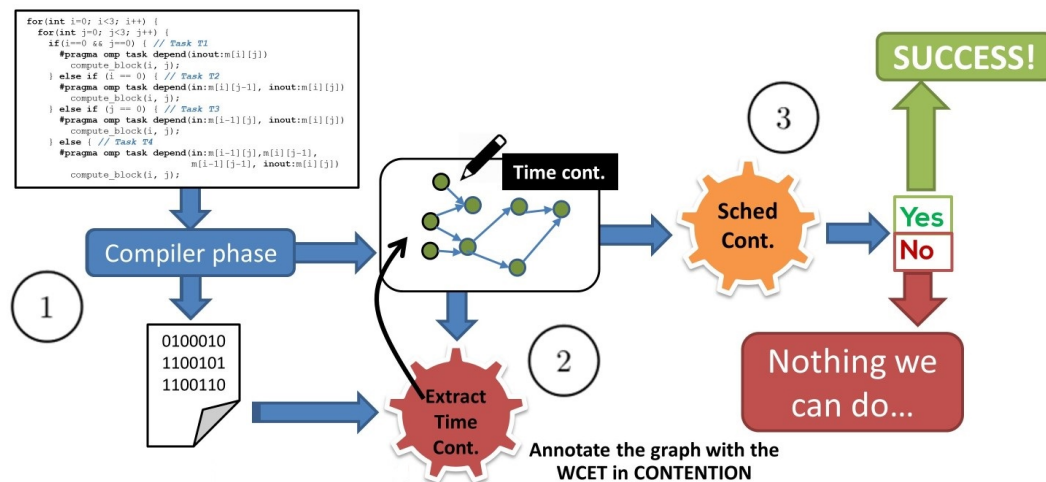 for(int i=0; i<3; i++) {
for(int j=0; j<3; j++) {
if(i==0 && j==0) { // Task T1
#pragma omp task depend(inout:m[i][j])
compute_block(i, j);
} else if (i == 0) { // Task T2
#pragma omp task depend(in:m[i][j-1], inout:m[i][j])
compute_block(i, j);
} else if (j == 0) { // Task T3
#pragma omp task depend(in:m[i-1][j], inout:m[i][j])
compute_block(i, j);
} else { // Task T4
#pragma omp task depend(in:m[i-1][j],m[i][j-1],
m[i-1][j-1], inout:m[i][j])
compute_block(i, j);
Compiler phase
1
0100010
1100101
1100110
Time cont.
Extract
Time
Cont.
2
Annotate the graph with the
WCET in CONTENTION
3
Sched
Cont.
SUCCESS!
Yes
No
Nothing we
can do...